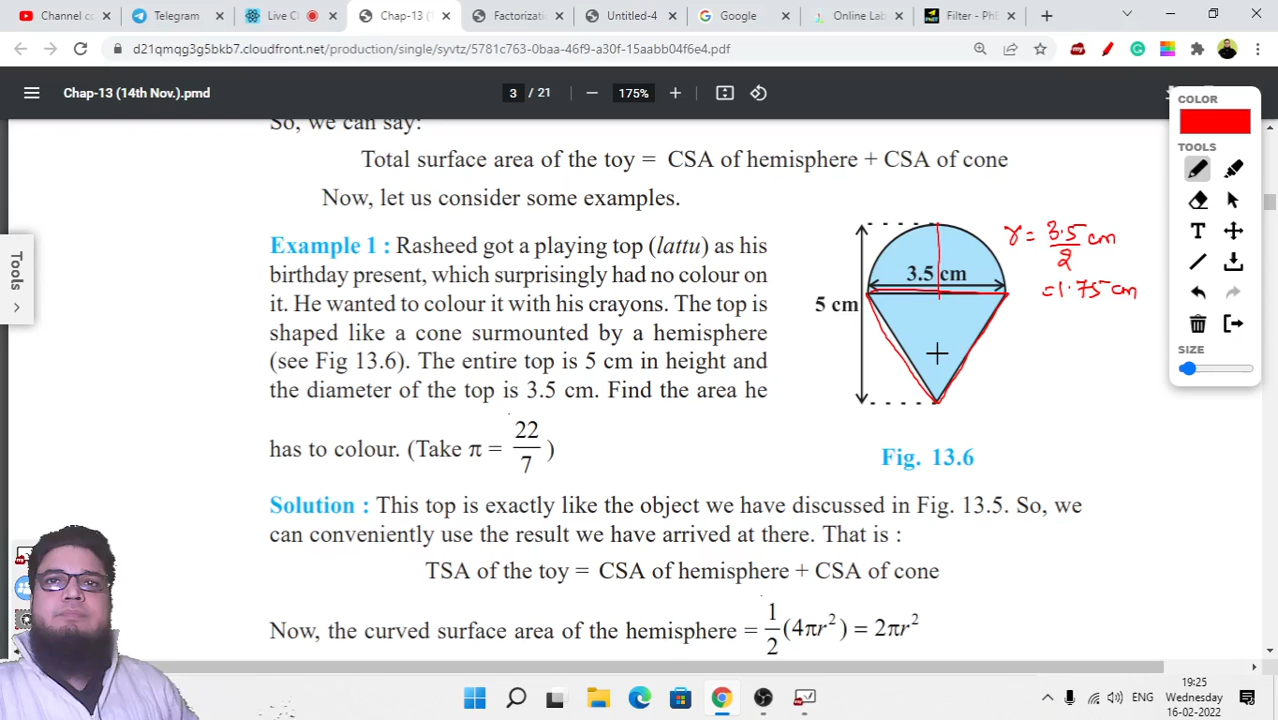 Channel c
Telegram
Live Cl
Chap-13 (1
actorizatio
Untitled-4
Google
Online Lab
Filter - Ph
d21qmqg3g5bkb7.cloudfront.net/production/single/syvtz/5781c763-0baa-46f9-a30f-15aabb04f6e4.pdf
Chap-13 (14th Nov.).pmd
3 / 21
175%
COLOR
TOOLS
T
SIZE
Tools
So, we can say:
Total surface area of the toy = CSA of hemisphere + CSA of cone
Now, let us consider some examples.
Example 1 : Rasheed got a playing top (lattu) as his
birthday present, which surprisingly had no colour on
it. He wanted to colour it with his crayons. The top is
shaped like a cone surmounted by a hemisphere
(see Fig 13.6). The entire top is 5 cm in height and
the diameter of the top is 3.5 cm. Find the area he
has to colour. (Take π = 22/7 )
3.5 cm
5 cm
r = 3.5/2 cm
=1.75 cm
Fig. 13.6
Solution : This top is exactly like the object we have discussed in Fig. 13.5. So, we
can conveniently use the result we have arrived at there. That is :
TSA of the toy = CSA of hemisphere + CSA of cone
Now, the curved surface area of the hemisphere = 1/2 (4πr²) = 2πr²
ENG
19:25
Wednesday
16-02-2022